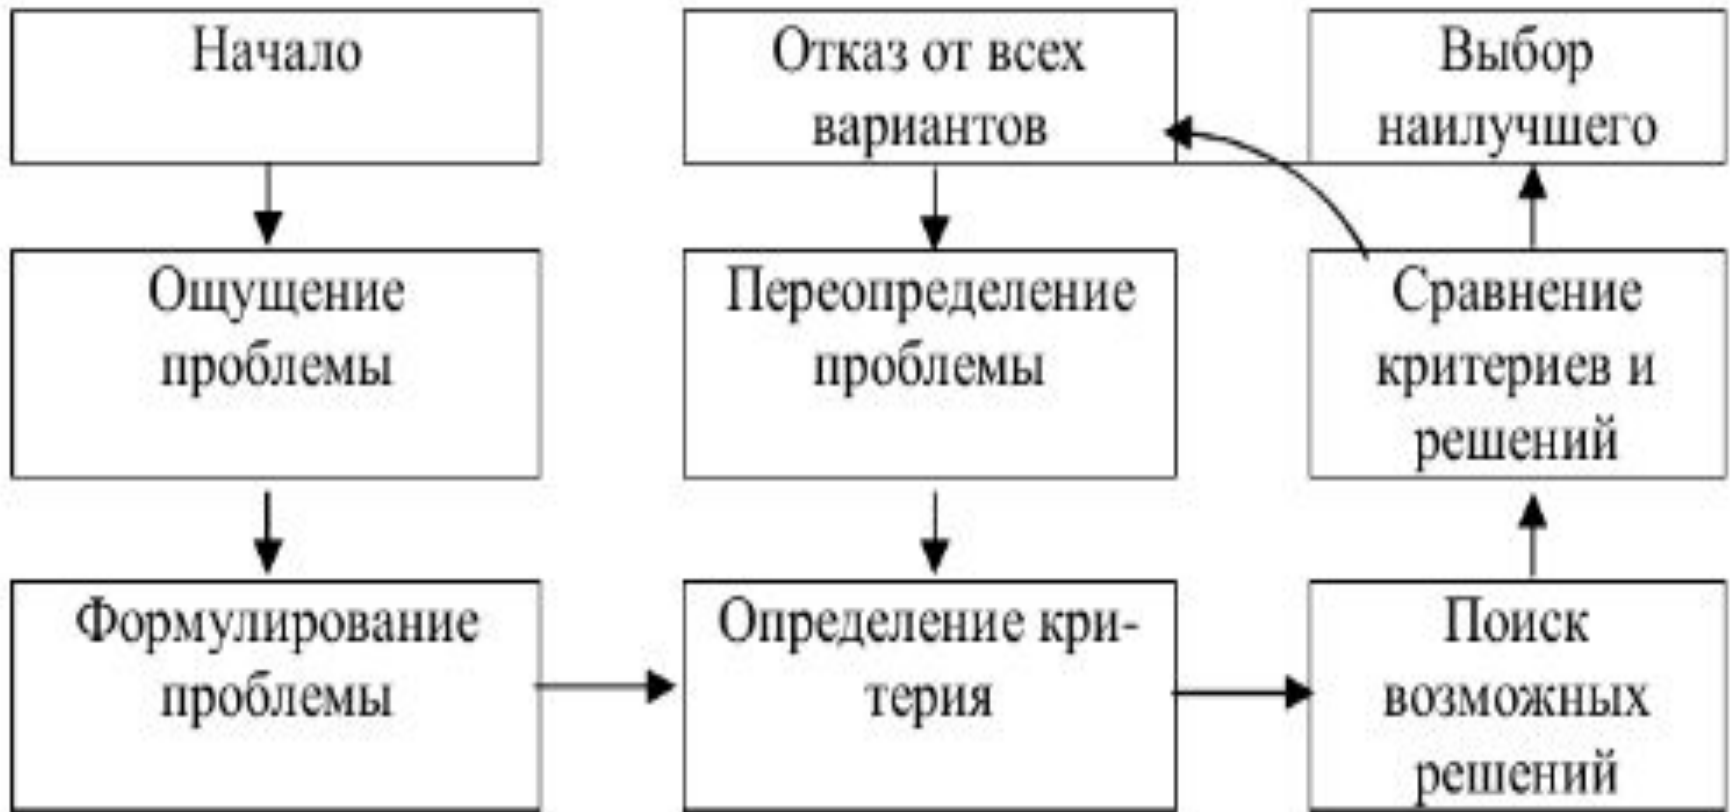 Начало
Отказ от всех
вариантов
Выбор
наилучшего
Ощущение
проблемы
Переопределение
проблемы
Сравнение
критериев и
решений
Формулирование
проблемы
Определение кри-
терия
Поиск
возможных
решений